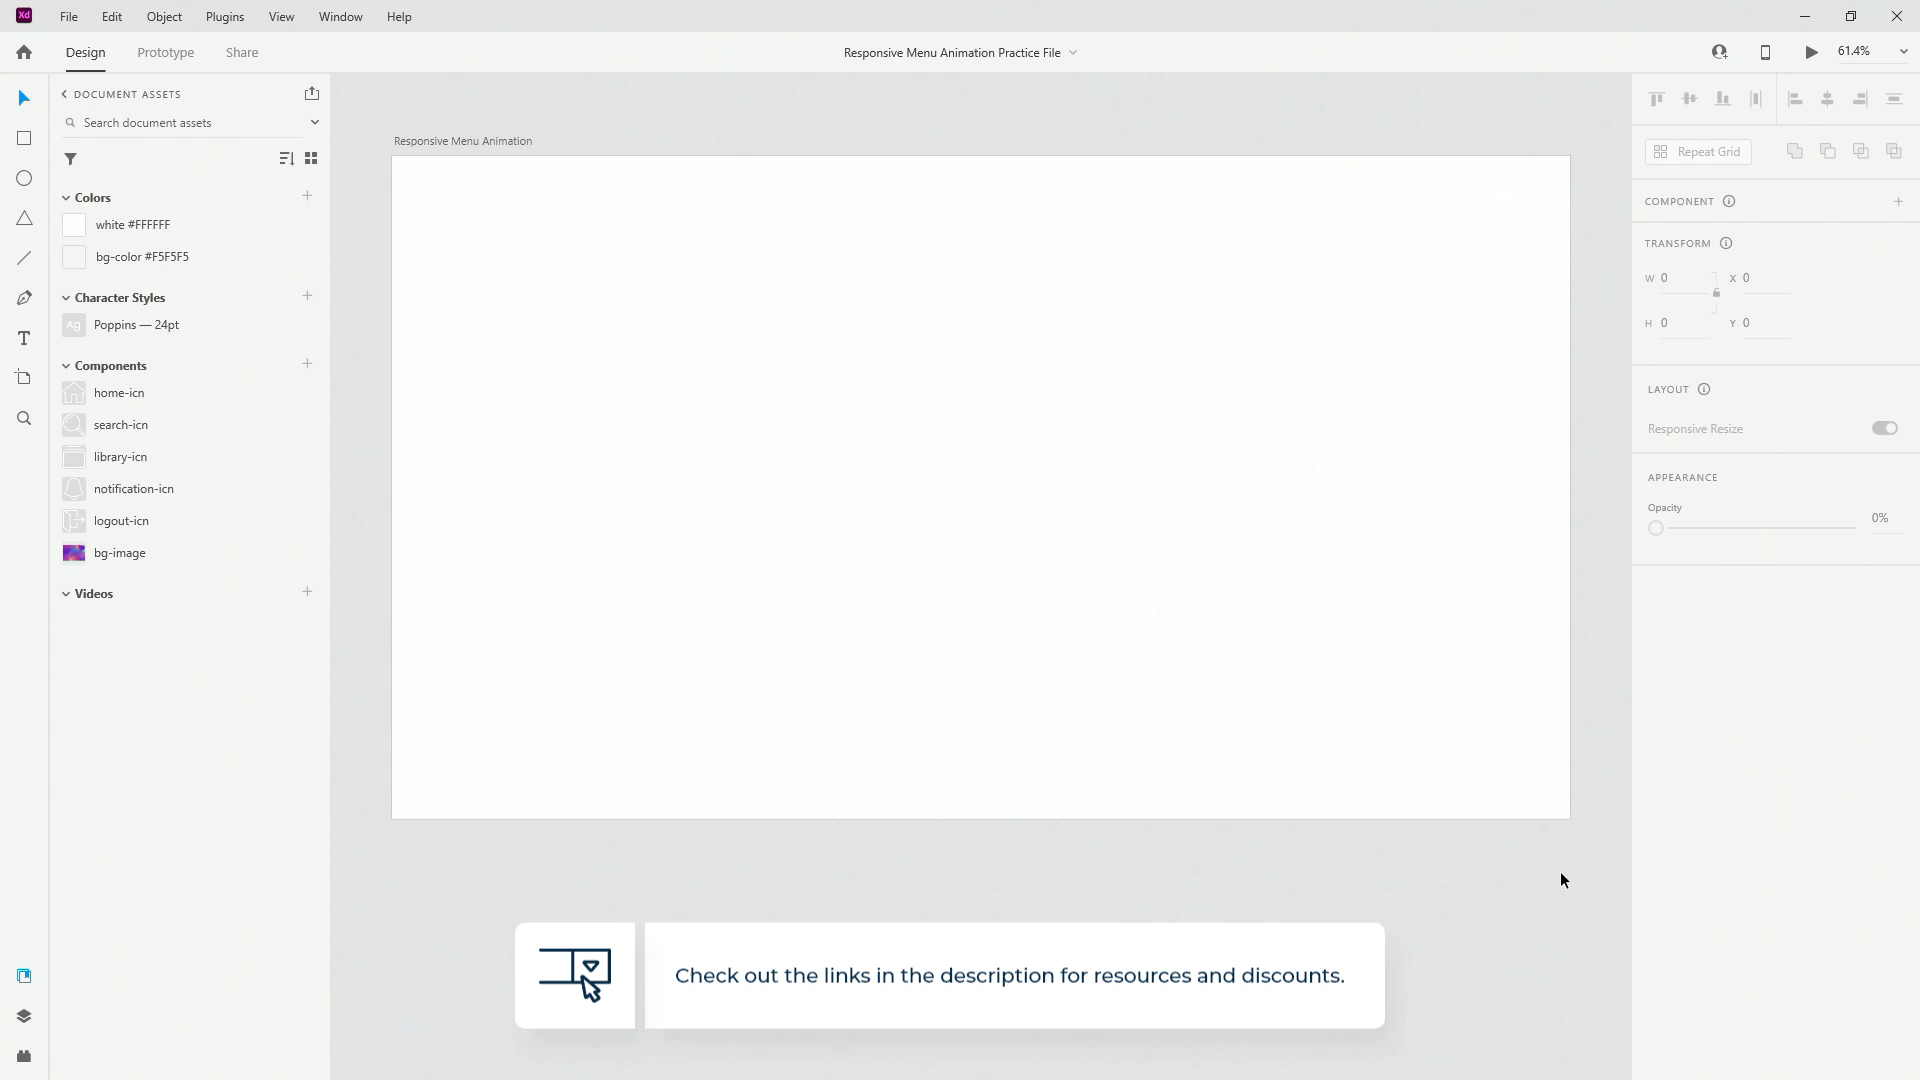 Xd File Edit Object Plugins View Window Help
Design Prototype Share Responsive Menu Animation Practice File 61.4%
DOCUMENT ASSETS
Search document assets
Colors
white #FFFFFF
bg-color #F5F5F5
Character Styles
Ag Poppins — 24pt
Components
home-icn
search-icn
library-icn
notification-icn
logout-icn
bg-image
Videos
Responsive Menu Animation
Repeat Grid
COMPONENT
TRANSFORM
W 0 X 0
H 0 Y 0
LAYOUT
Responsive Resize
APPEARANCE
Opacity
0%
Check out the links in the description for resources and discounts.